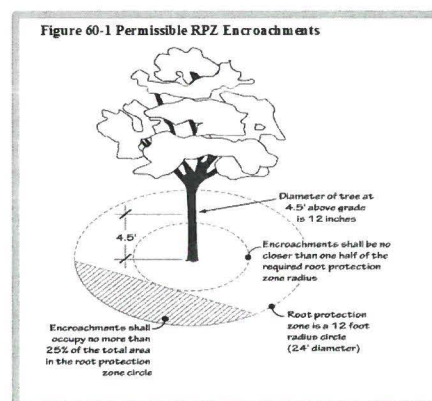 Figure 60-1 Permissible RPZ Encroachments
Diameter of tree at
4.5' above grade
is 12 inches
4.5'
Encroachments shall be no
closer than one half of the
required root protection
zone radius
Root protection
zone is a 12 foot
radius circle
(24' diameter)
Encroachments shall
occupy no more than
25% of the total area
in the root protection
zone circle